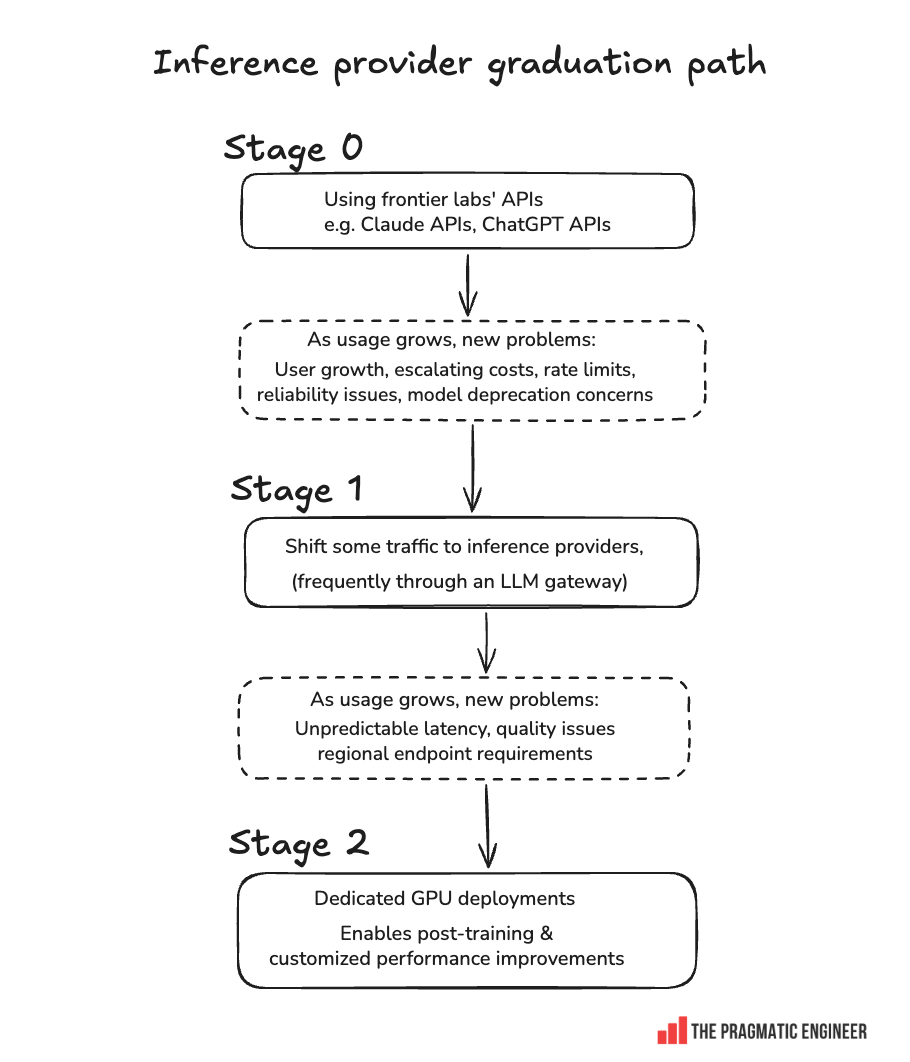 Inference provider graduation path
Stage 0
Using frontier labs' APIs
e.g. Claude APIs, ChatGPT APIs
As usage grows, new problems:
User growth, escalating costs, rate limits,
reliability issues, model deprecation concerns
Stage 1
Shift some traffic to inference providers,
(frequently through an LLM gateway)
As usage grows, new problems:
Unpredictable latency, quality issues
regional endpoint requirements
Stage 2
Dedicated GPU deployments
Enables post-training &
customized performance improvements
THE PRAGMATIC ENGINEER